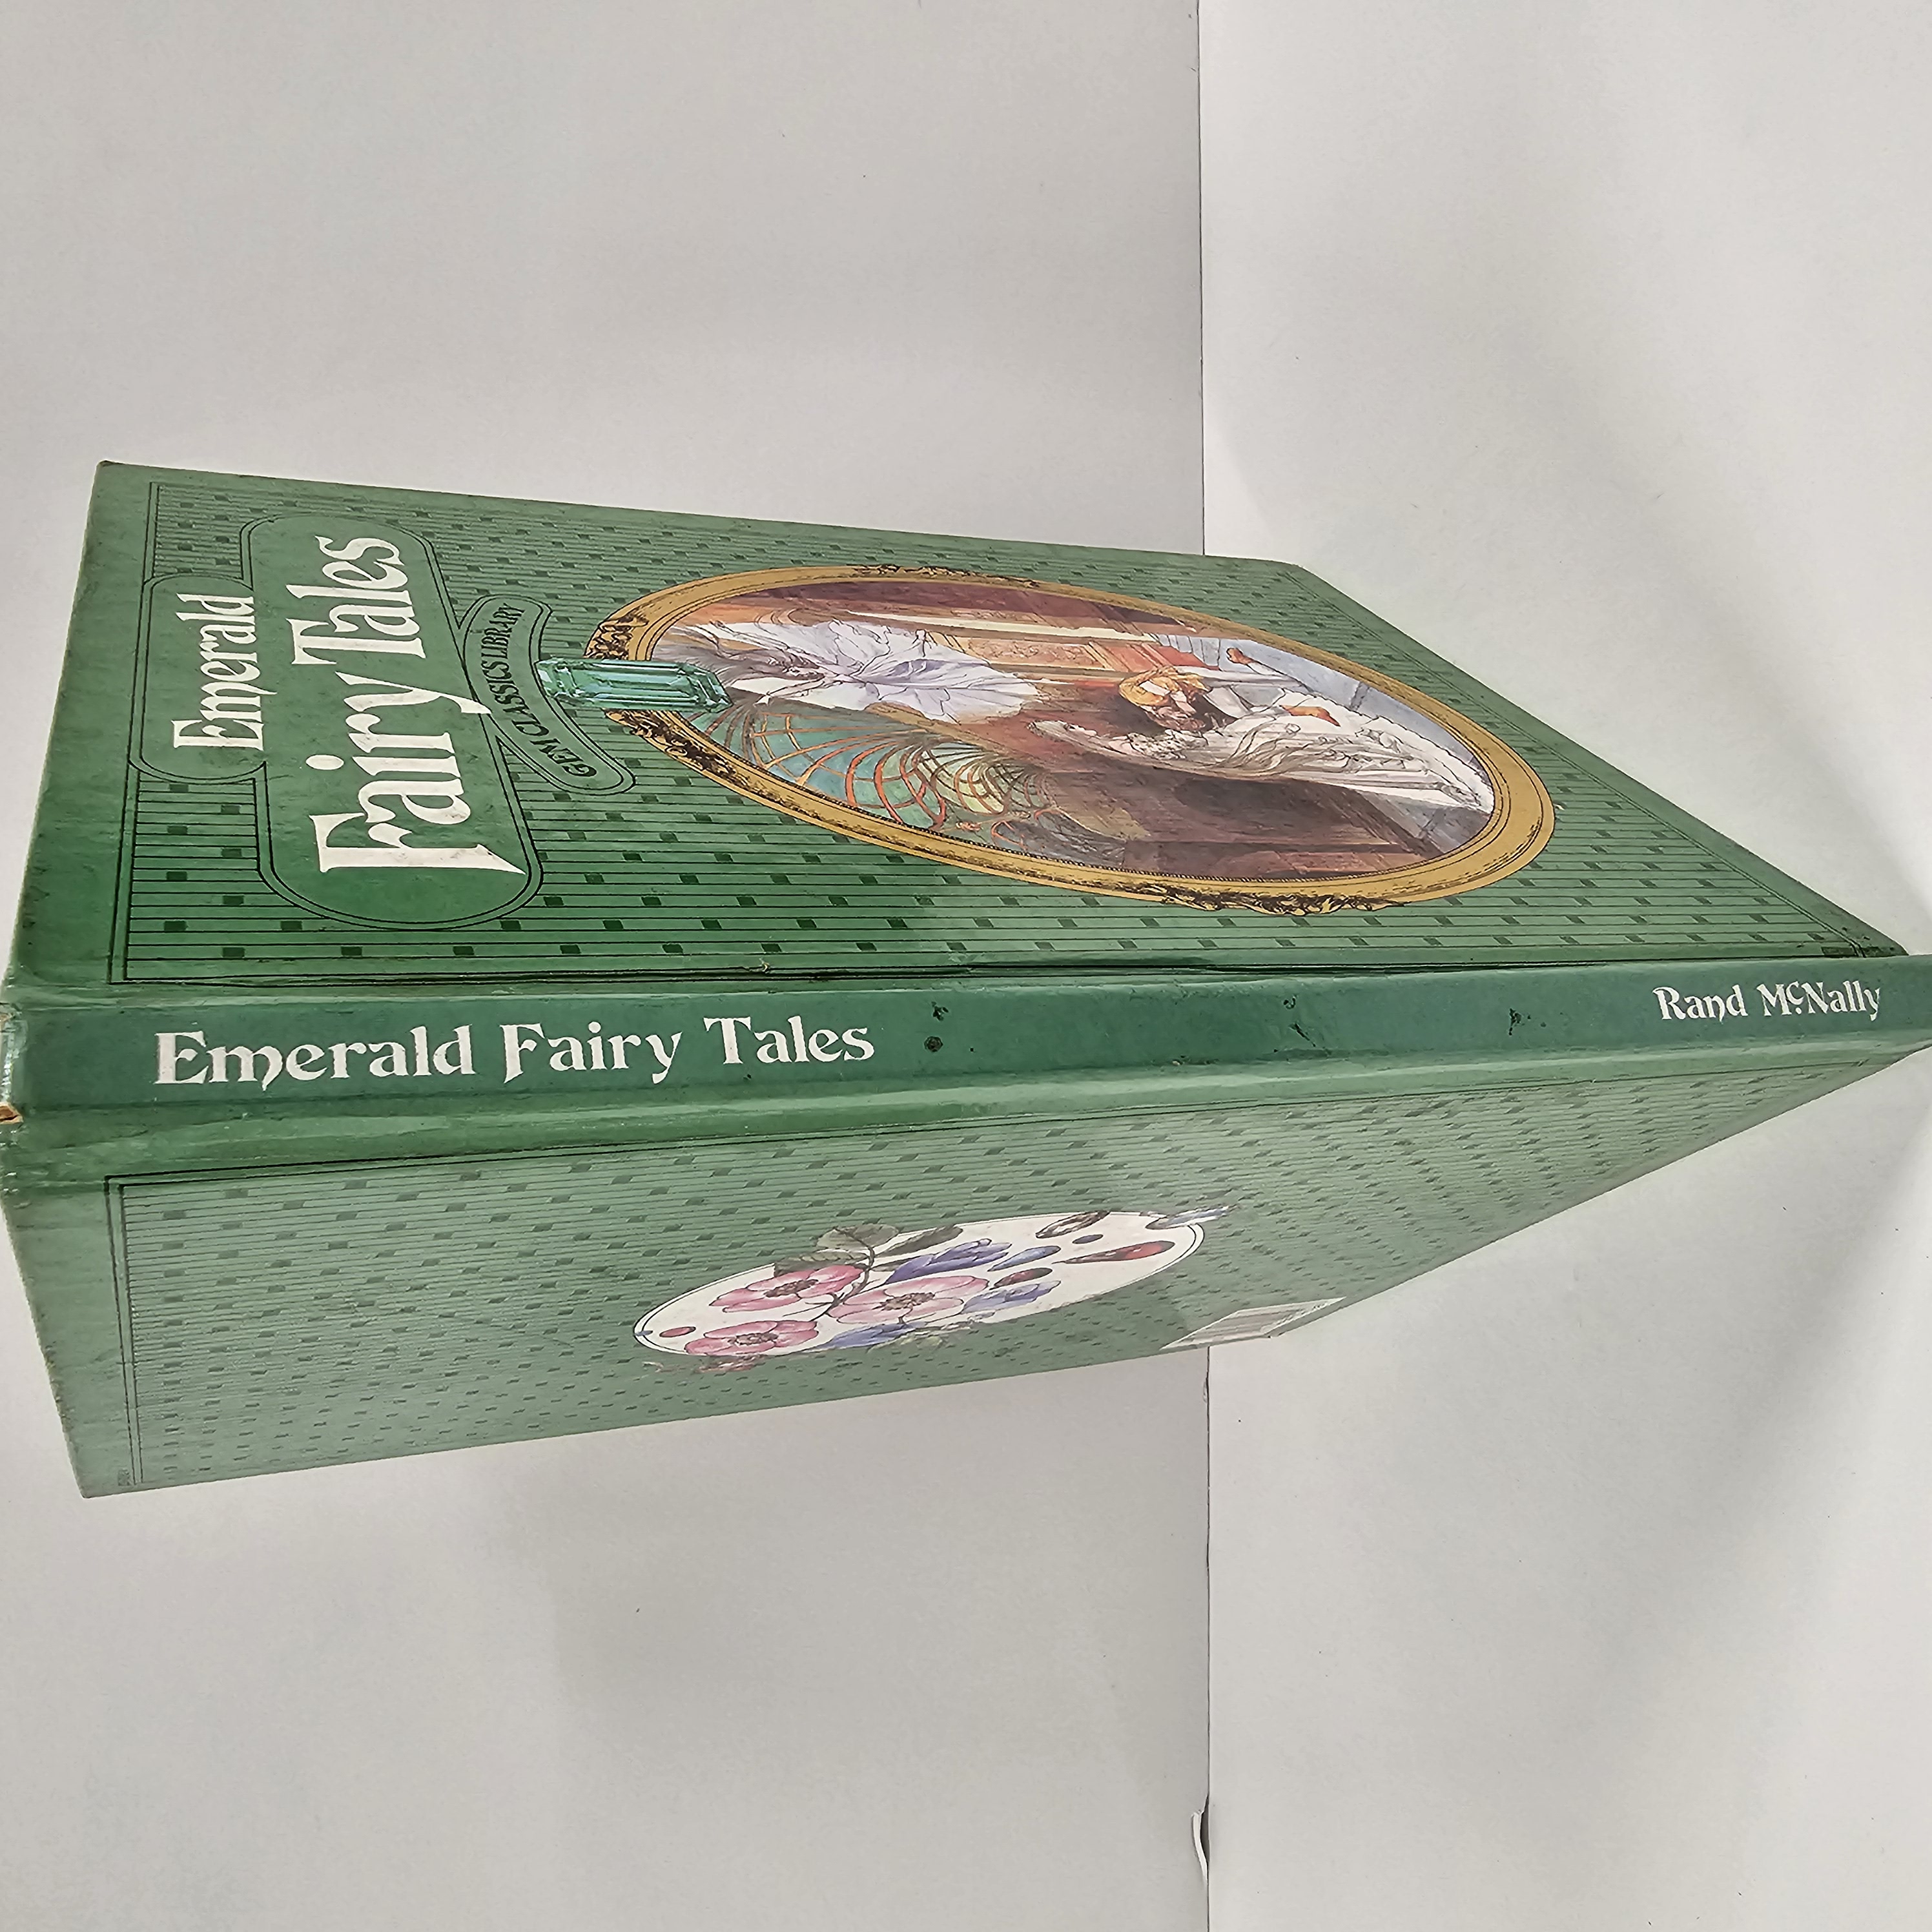 Emerald Fairy Tales
Rand McNally
Emerald
Fairy Tales
GEM CLASSICS LIBRARY